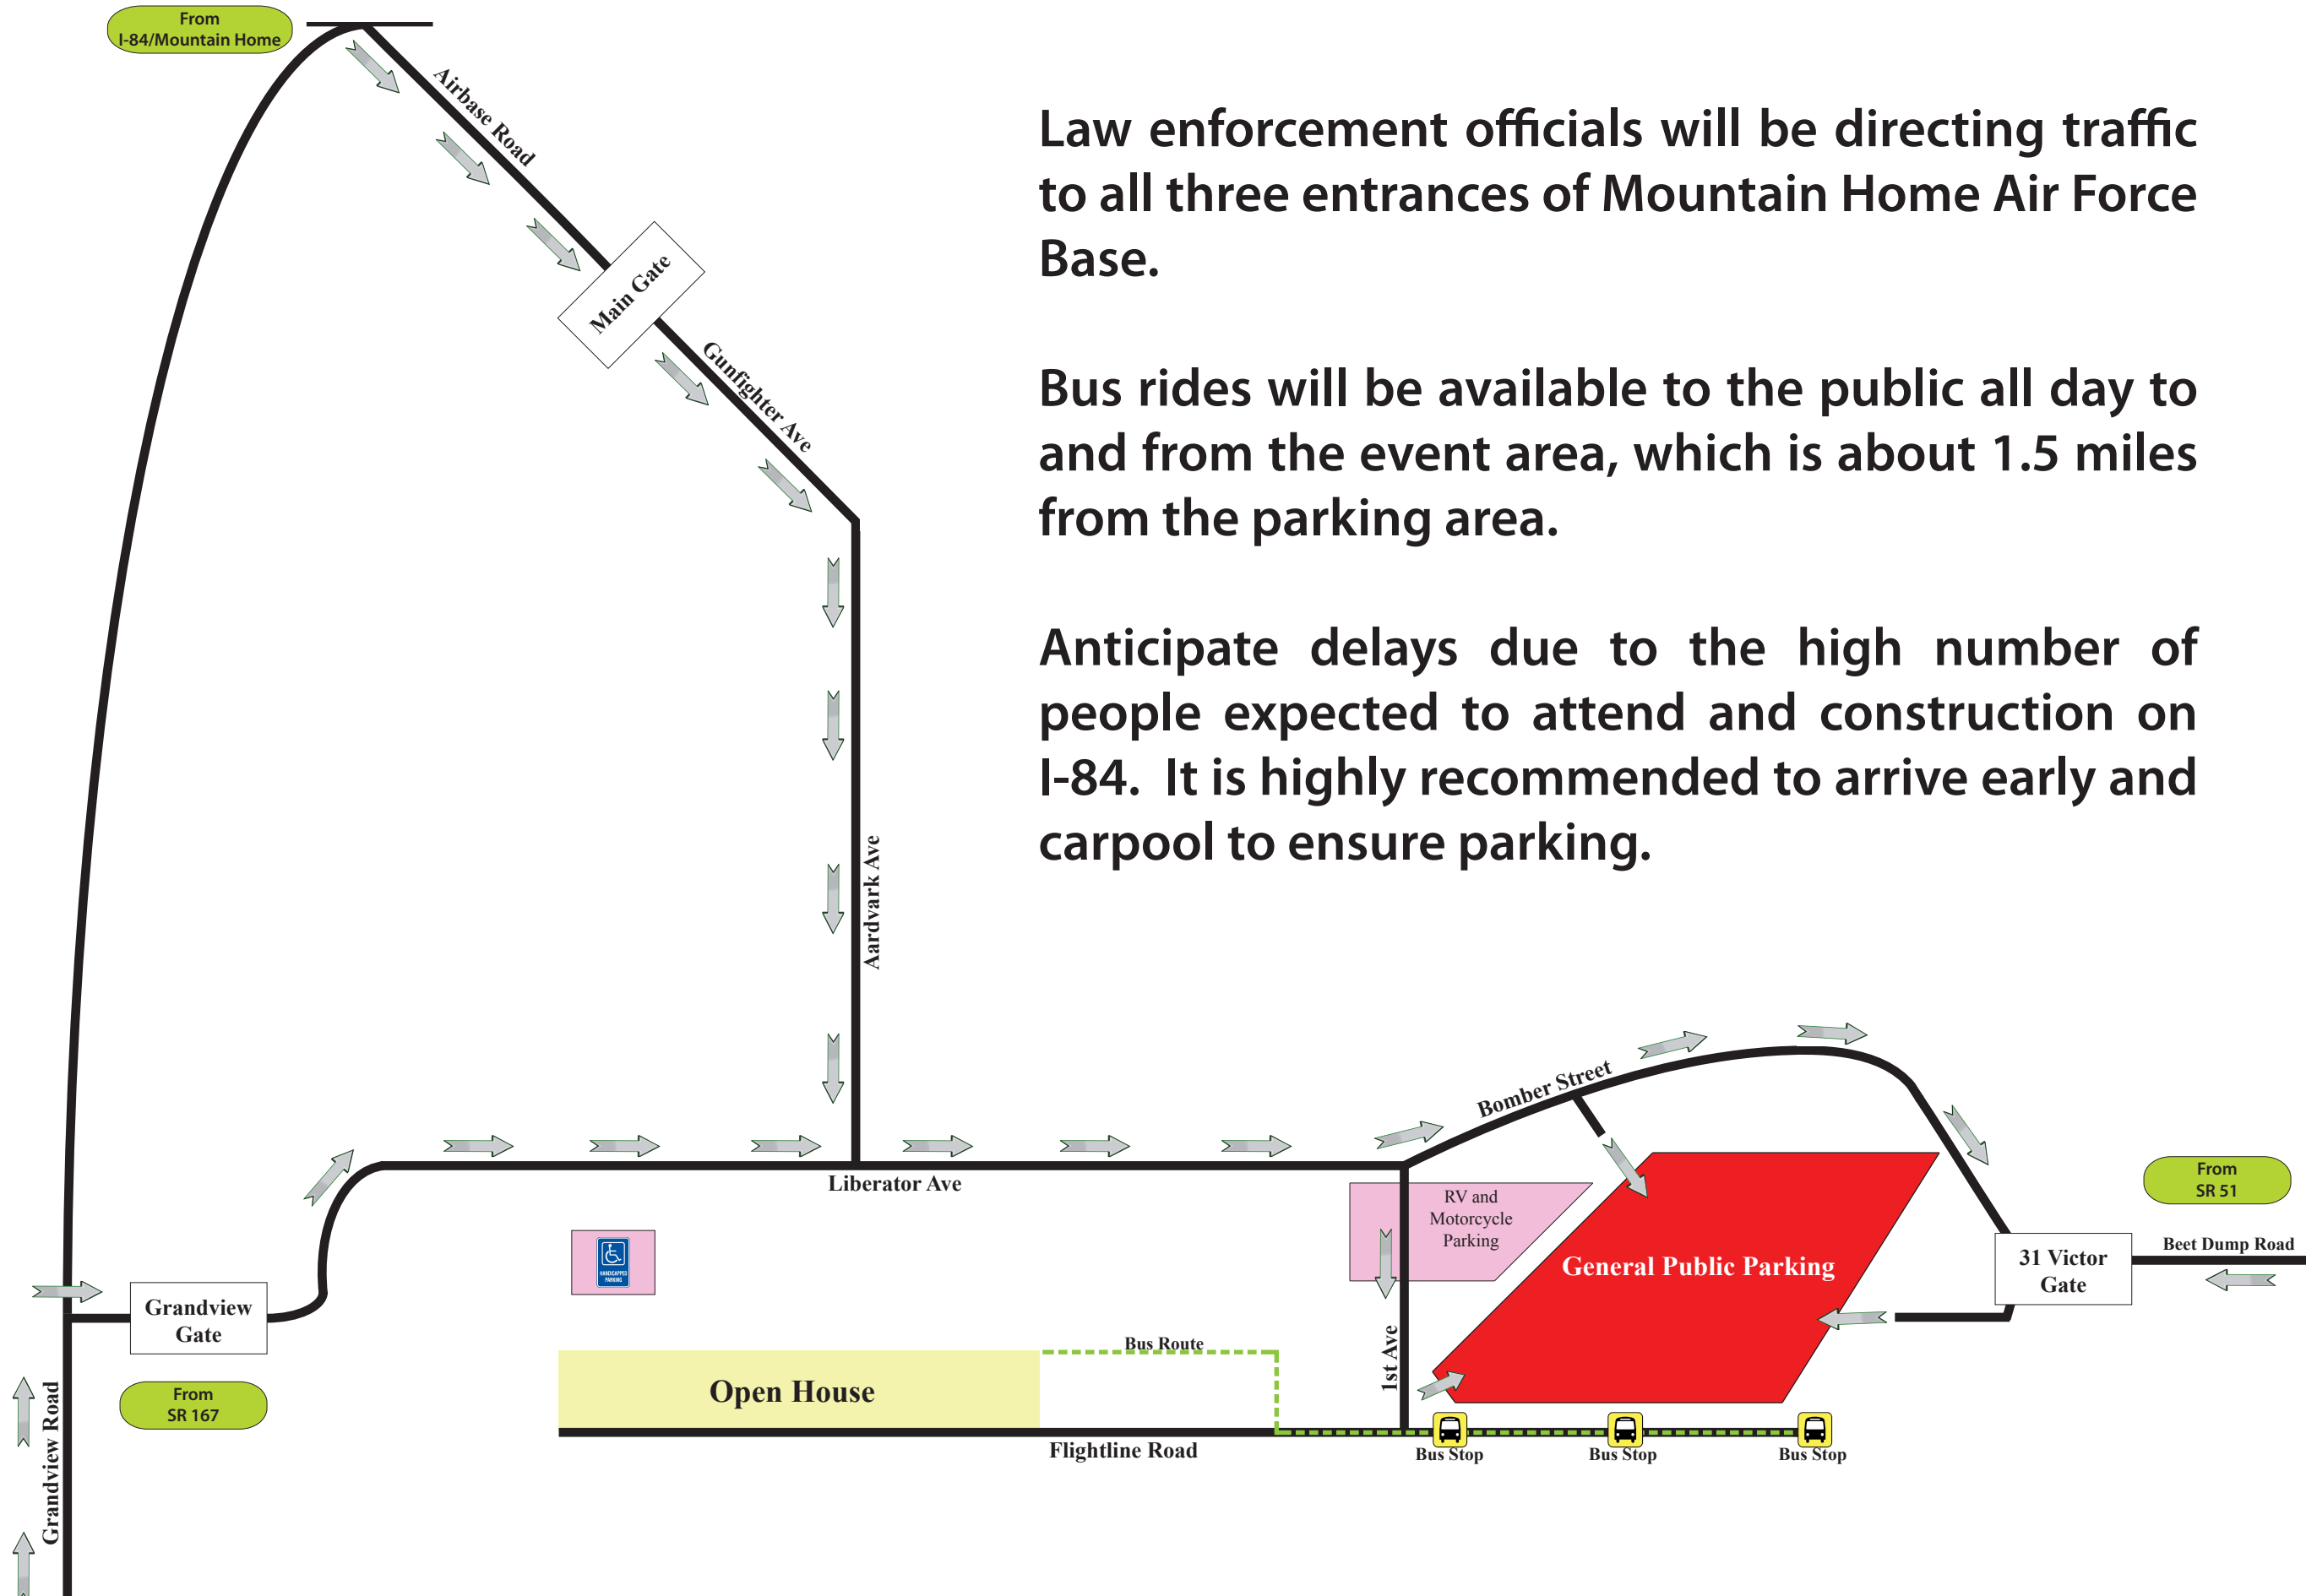 From
I-84/Mountain Home
Airbase Road
Main Gate
Gunfighter Ave
Law enforcement officials will be directing traffic
to all three entrances of Mountain Home Air Force
Base.
Bus rides will be available to the public all day to
and from the event area, which is about 1.5 miles
from the parking area.
Anticipate delays due to the high number of
people expected to attend and construction on
I-84. It is highly recommended to arrive early and
carpool to ensure parking.
Aardvark Ave
Bomber Street
Liberator Ave
RV and
Motorcycle
Parking
General Public Parking
From
SR 51
31 Victor
Gate
Beet Dump Road
HANDICAPPED
PARKING
Grandview
Gate
From
SR 167
Grandview Road
Open House
Bus Route
1st Ave
Flightline Road
Bus Stop
Bus Stop
Bus Stop